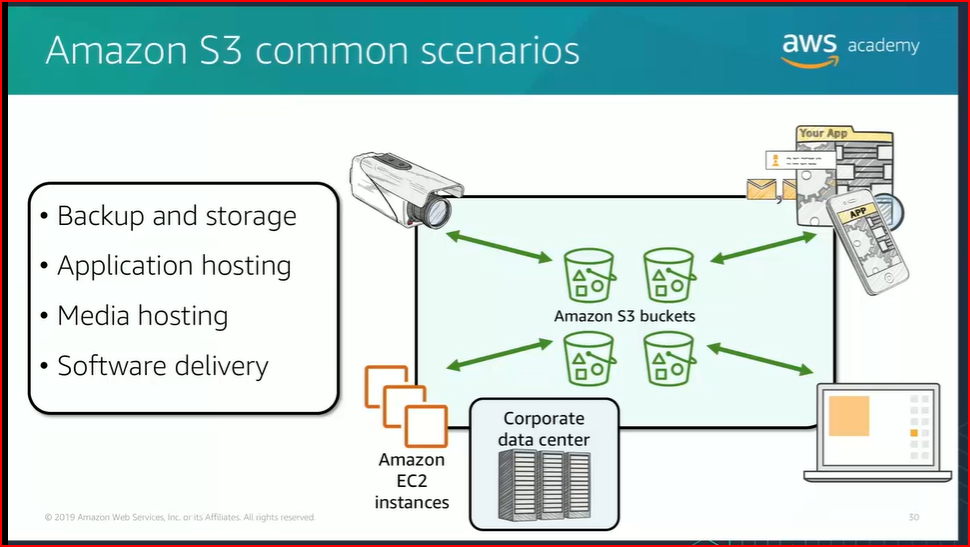 Amazon S3 common scenarios
aws academy
• Backup and storage
• Application hosting
• Media hosting
• Software delivery
Your App
APP
Amazon S3 buckets
Amazon
EC2
instances
Corporate
data center
© 2019 Amazon Web Services, Inc. or its Affiliates. All rights reserved.
30